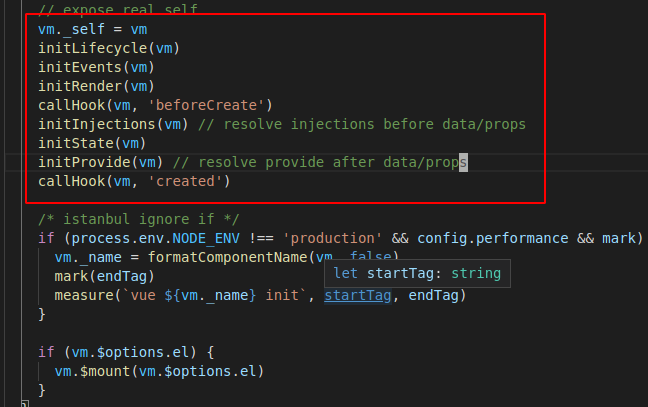 // expose real self
vm._self = vm
initLifecycle(vm)
initEvents(vm)
initRender(vm)
callHook(vm, 'beforeCreate')
initInjections(vm) // resolve injections before data/props
initState(vm)
initProvide(vm) // resolve provide after data/props
callHook(vm, 'created')
/* istanbul ignore if */
if (process.env.NODE_ENV !== 'production' && config.performance && mark)
vm._name = formatComponentName(vm, false)
let startTag: string
mark(endTag)
measure(`vue ${vm._name} init`, startTag, endTag)
}
if (vm.$options.el) {
vm.$mount(vm.$options.el)
}